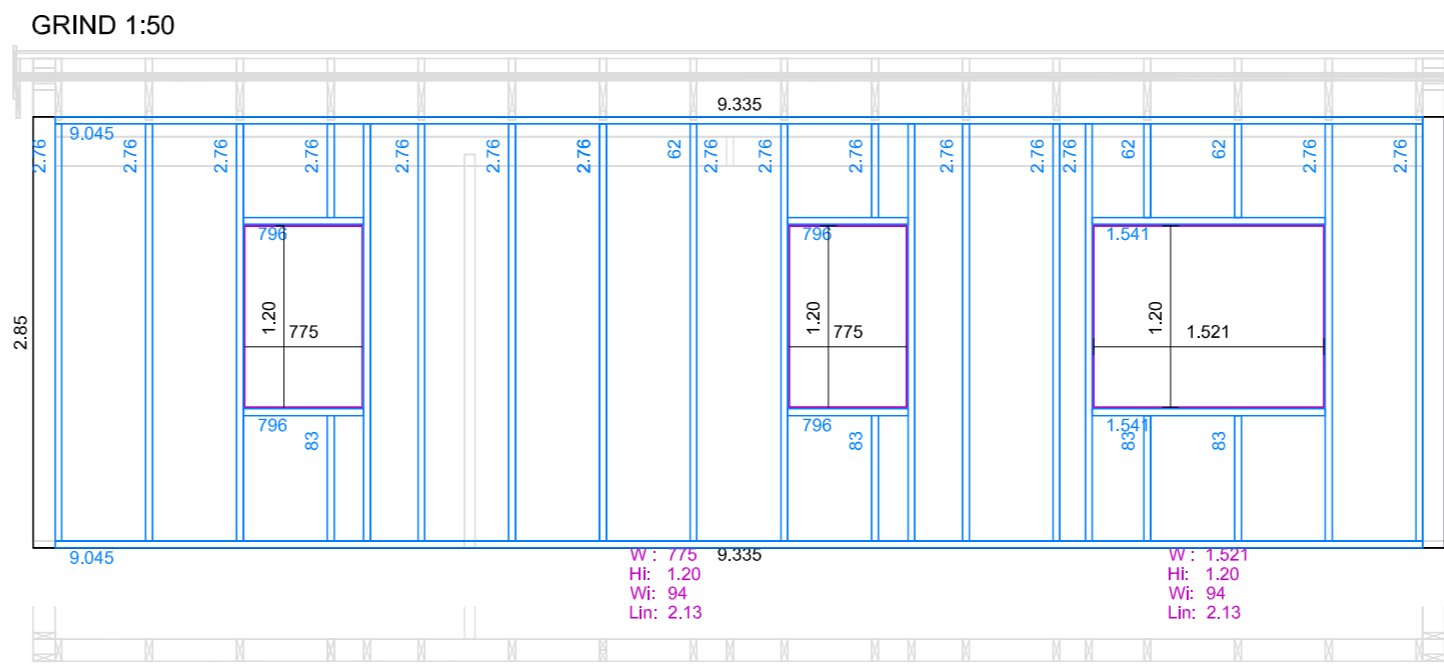 GRIND 1:50
9.335
9.045
2.76 2.76 2.76 2.76 2.76 2.76 2.76 62 2.76 2.76 2.76 2.76 2.76 2.76 62 62 2.76 2.76
796 796 1.541
2.85
1.20 775 1.20 775 1.20 1.521
796 796 1.541
83 83 83 83
9.045
W : 775 9.335 W : 1.521
Hi: 1.20 Hi: 1.20
Wi: 94 Wi: 94
Lin: 2.13 Lin: 2.13